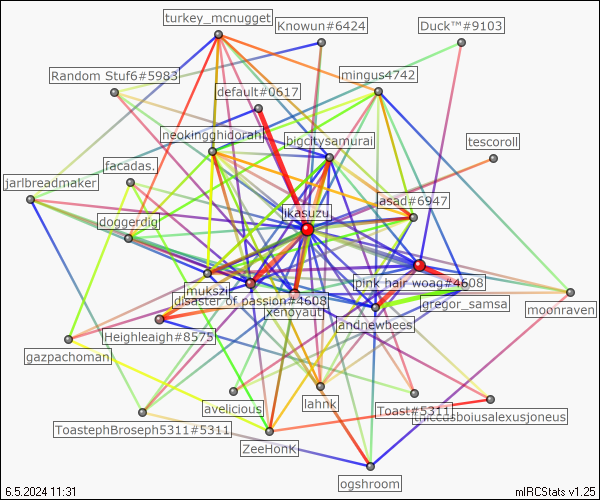 turkey_mcnugget
Knowun#6424
Duck™#9103
Random Stuf6#5983
mingus4742
default#0617
neokingghidorah
bigcitysamurai
tescoroll
facadas.
jarlbreadmaker
asad#6947
ikasuzu
doggerdig
pink hair woag#4608
mukszi
disaster of passion#4608
gregor_samsa
xenoyaut
moonraven
andnewbees
Heighleaigh#8575
gazpachoman
avelicious
lahnk
Toast#5311
ToastephBroseph5311#5311
ZeeHonk
ogshroom
6.5.2024 11:31
mIRCStats v1.25